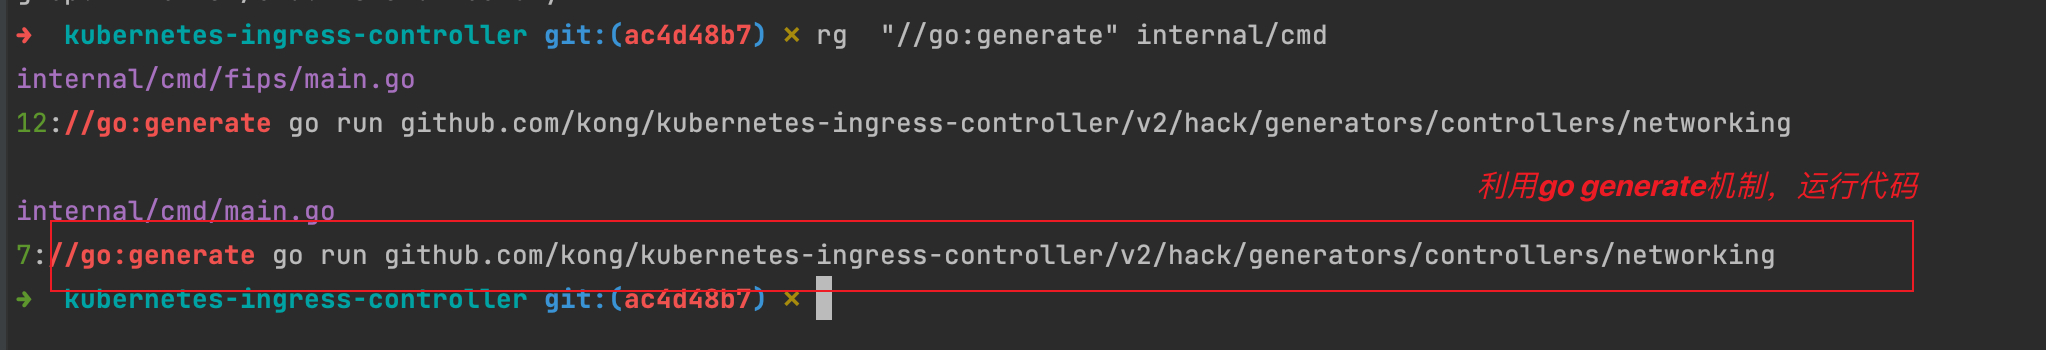 ➜  kubernetes-ingress-controller git:(ac4d48b7) ✗ rg  "//go:generate" internal/cmd
internal/cmd/fips/main.go
12://go:generate go run github.com/kong/kubernetes-ingress-controller/v2/hack/generators/controllers/networking
利用go generate机制，运行代码
internal/cmd/main.go
7://go:generate go run github.com/kong/kubernetes-ingress-controller/v2/hack/generators/controllers/networking
➜  kubernetes-ingress-controller git:(ac4d48b7) ✗